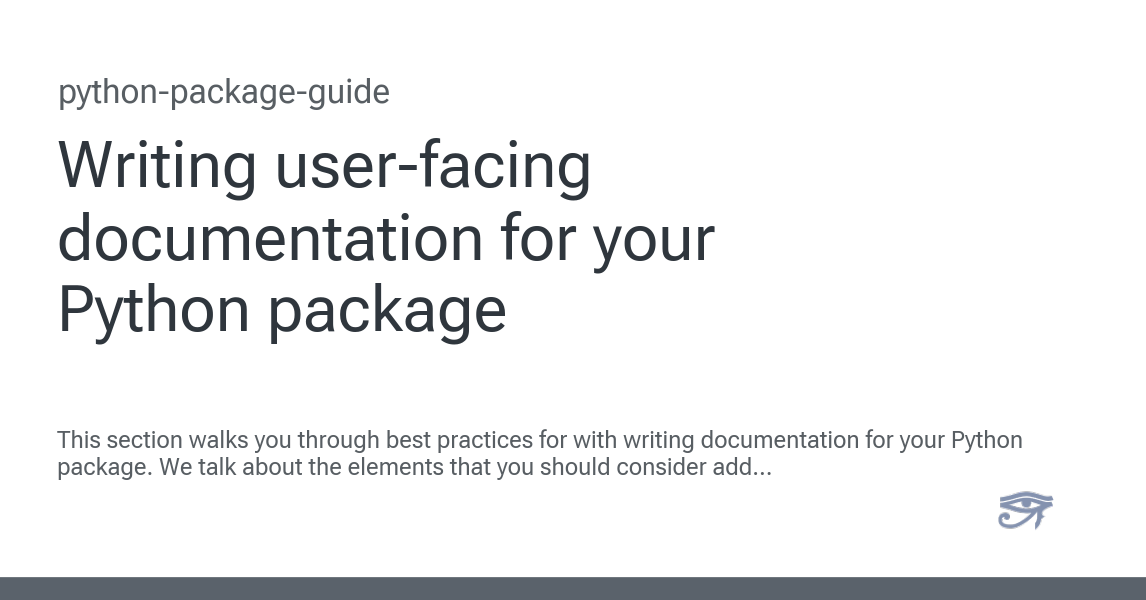 python-package-guide
Writing user-facing
documentation for your
Python package
This section walks you through best practices for with writing documentation for your Python
package. We talk about the elements that you should consider add...